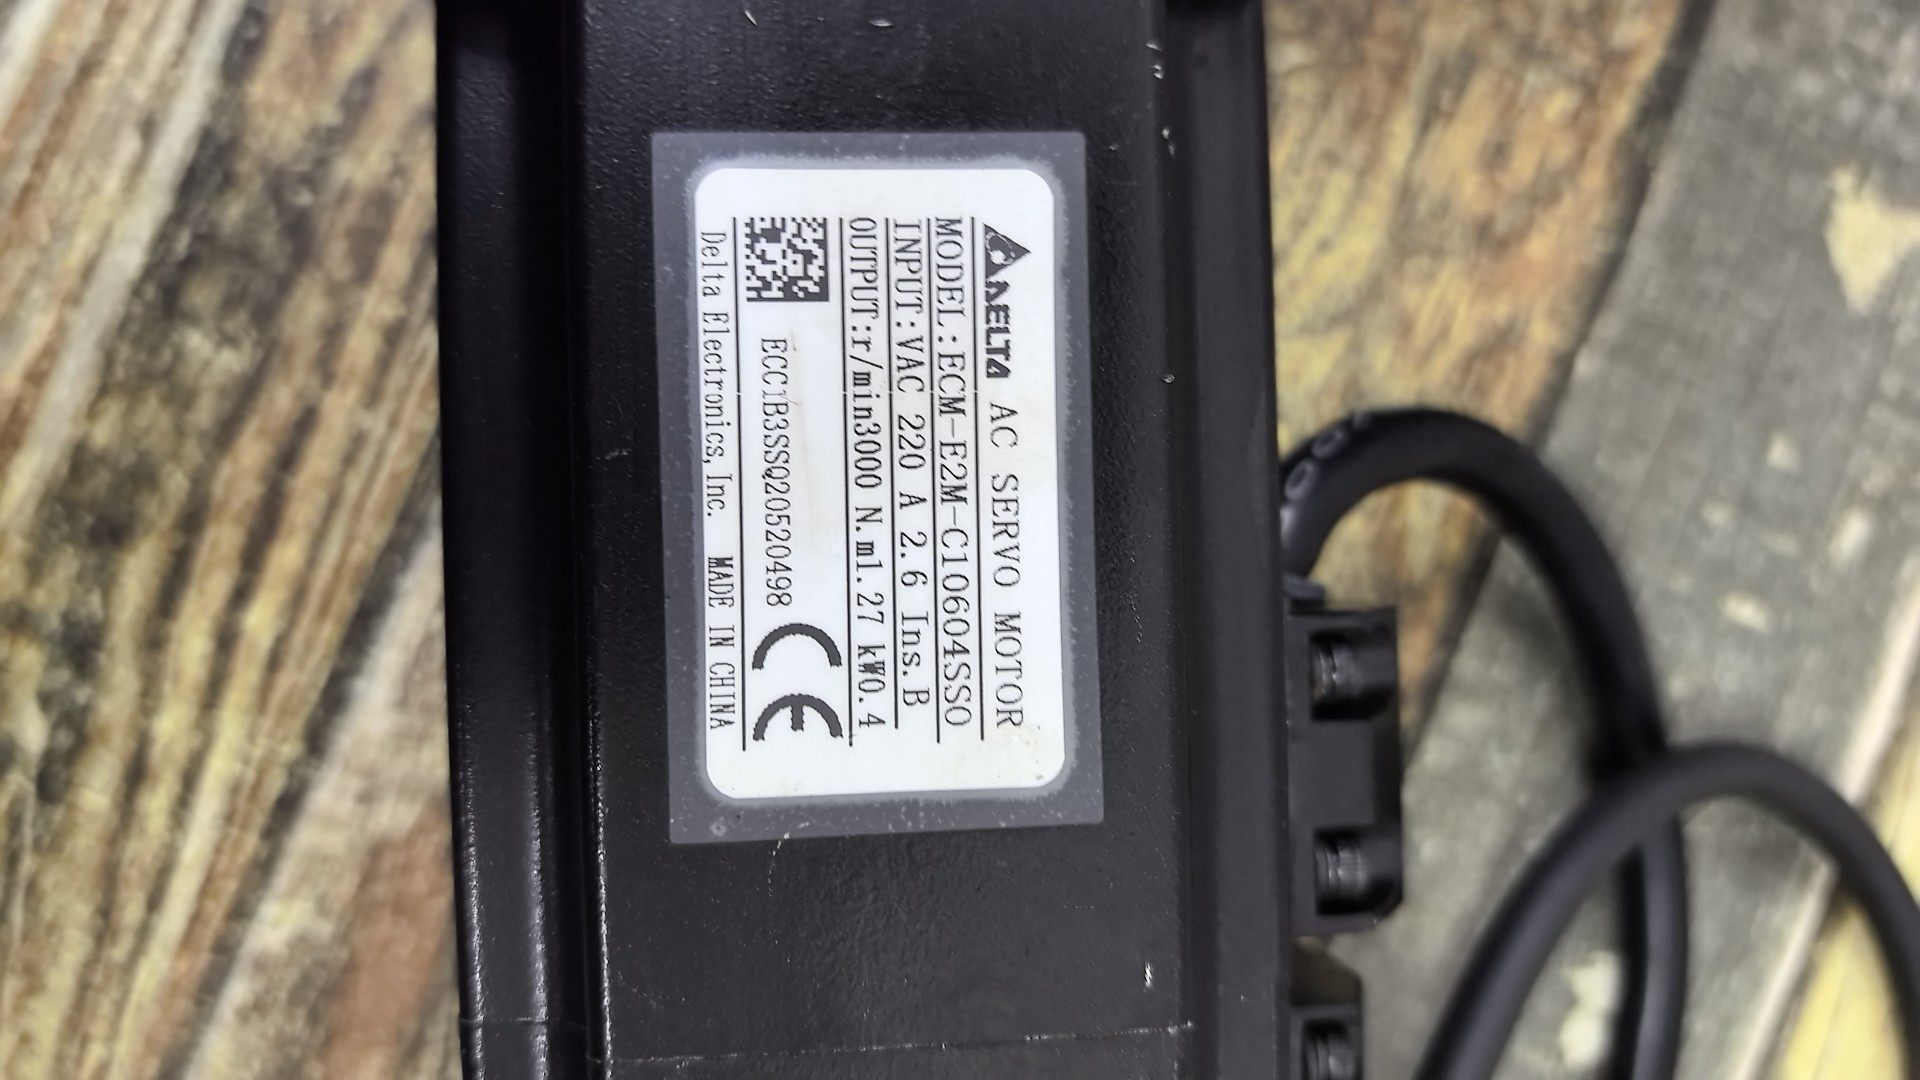 DELTA AC SERVO MOTOR
MODEL:ECM-E2M-C10604SS0
INPUT:VAC 220 A 2.6 Ins.B
OUTPUT:r/min3000 N.m1.27 kW0.4
ECC1B3SSQ20520498 CE
Delta Electronics,Inc. MADE IN CHINA